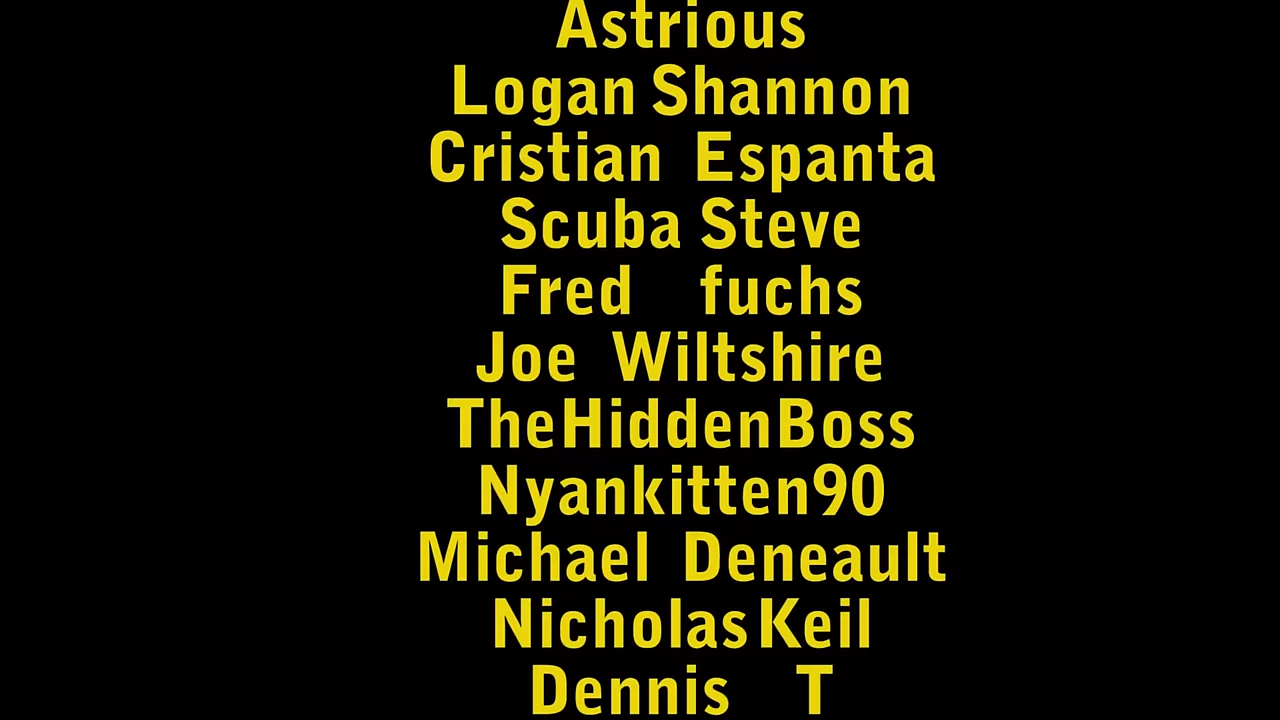 Astrious
Logan Shannon
Cristian Espanta
Scuba Steve
Fred fuchs
Joe Wiltshire
TheHiddenBoss
Nyankitten90
Michael Deneault
Nicholas Keil
Dennis T